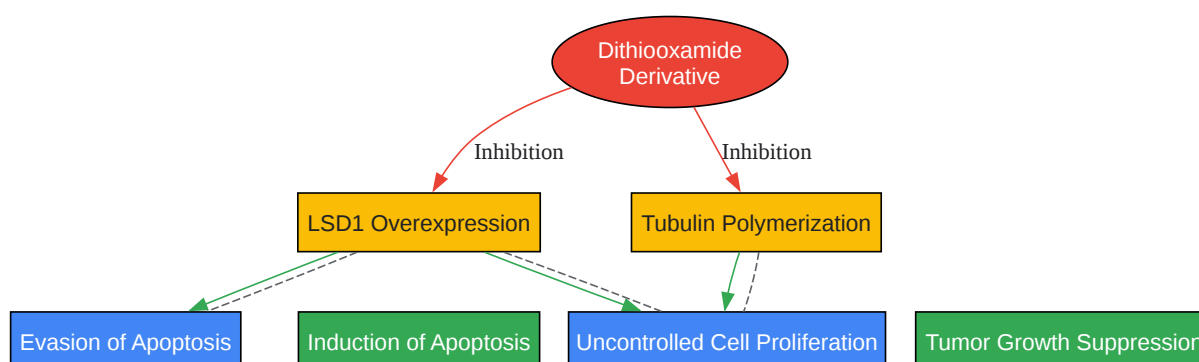 Dithiooxamide
Derivative
Inhibition
Inhibition
LSD1 Overexpression
Tubulin Polymerization
Evasion of Apoptosis
Induction of Apoptosis
Uncontrolled Cell Proliferation
Tumor Growth Suppression